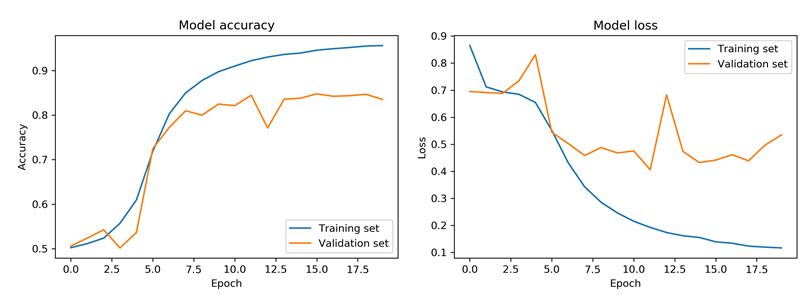 Model accuracy
Accuracy
0.9
0.8
0.7
0.6
0.5
0.0 2.5 5.0 7.5 10.0 12.5 15.0 17.5
Epoch
Training set
Validation set
Model loss
Loss
0.9
0.8
0.7
0.6
0.5
0.4
0.3
0.2
0.1
0.0 2.5 5.0 7.5 10.0 12.5 15.0 17.5
Epoch
Training set
Validation set